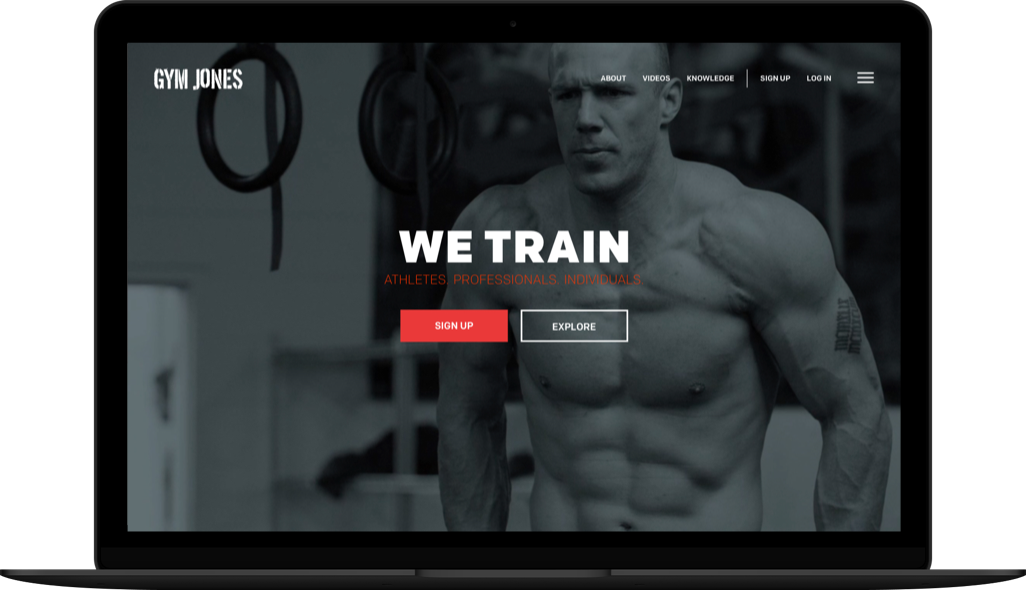 GYM JONES
ABOUT VIDEOS KNOWLEDGE SIGN UP LOG IN
WE TRAIN
ATHLETES. PROFESSIONALS. INDIVIDUALS.
SIGN UP EXPLORE